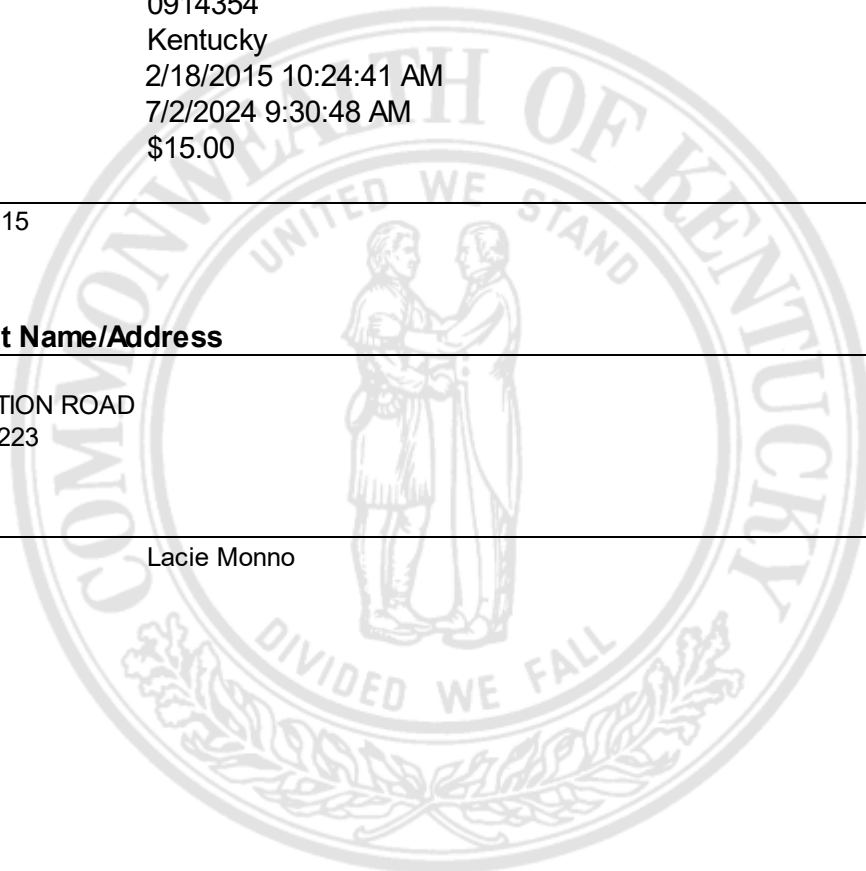 0914354
Kentucky
2/18/2015 10:24:41 AM
7/2/2024 9:30:48 AM
$15.00
15
t Name/Address
TION ROAD
223
Lacie Monno
COMMONWEALTH OF KENTUCKY
UNITED WE STAND
DIVIDED WE FALL